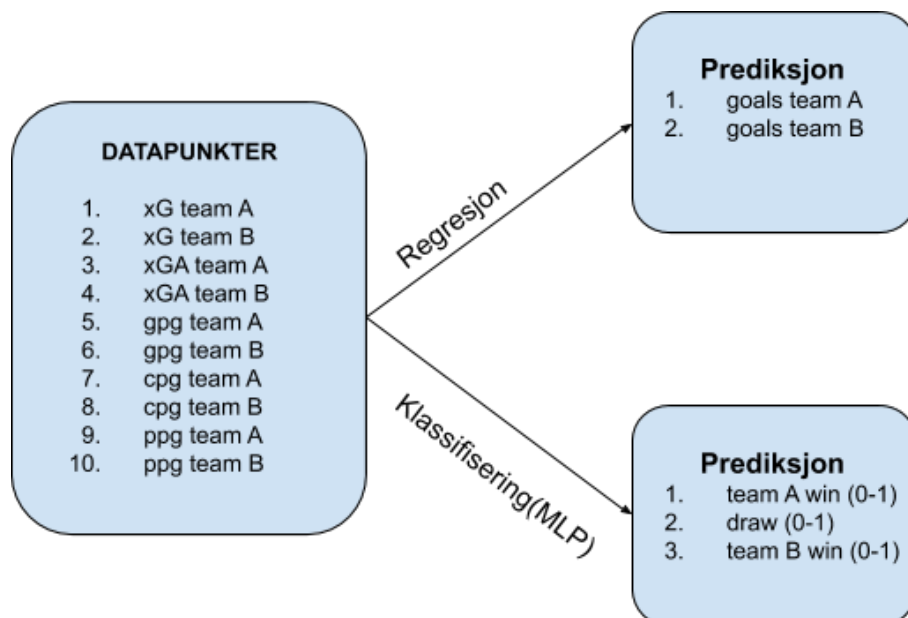 DATAPUNKTER
1. xG team A
2. xG team B
3. xGA team A
4. xGA team B
5. gpg team A
6. gpg team B
7. cpg team A
8. cpg team B
9. ppg team A
10. ppg team B
Regresjon
Klassifisering(MLP)
Prediksjon
1. goals team A
2. goals team B
Prediksjon
1. team A win (0-1)
2. draw (0-1)
3. team B win (0-1)